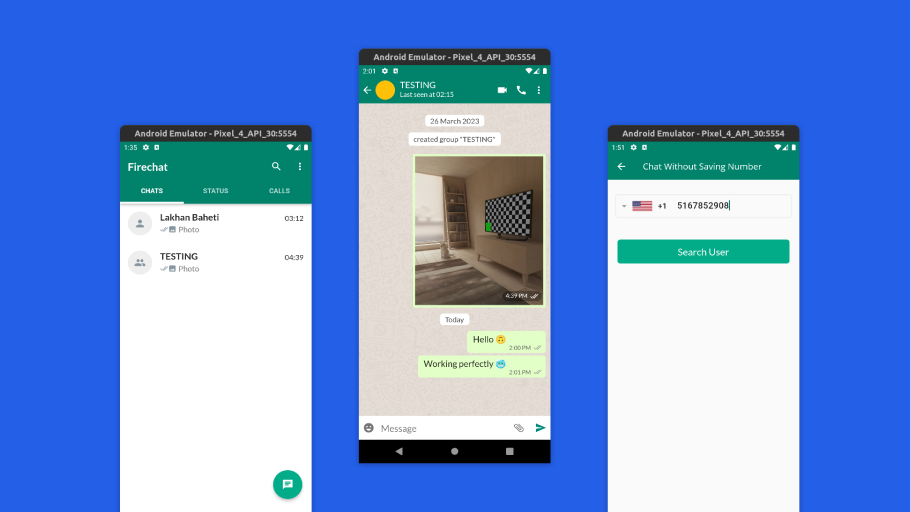 Android Emulator - Pixel_4_API_30:5554
1:35
Firechat
CHATS STATUS CALLS
Lakhan Baheti 03:12
Photo
TESTING 04:39
Photo
Android Emulator - Pixel_4_API_30:5554
2:01
TESTING
Last seen at 02:15
26 March 2023
created group "TESTING"
4:39 PM
Today
Hello 🙃
2:00 PM
Working perfectly 🥶
2:01 PM
Message
Android Emulator - Pixel_4_API_30:5554
1:51
Chat Without Saving Number
+1 5167852908
Search User